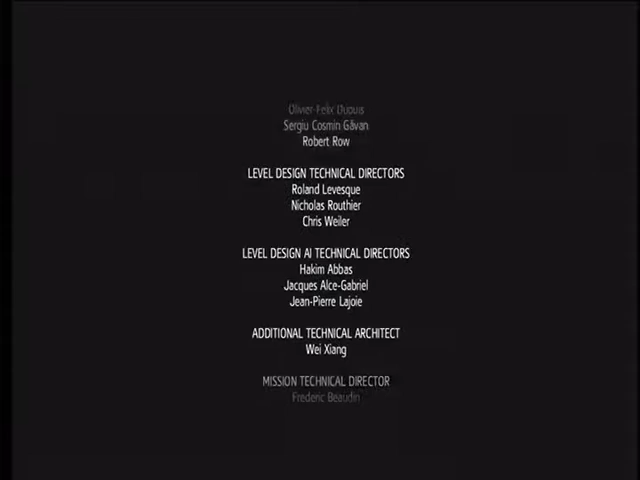 Olivier-Felix Dupuis
Sergiu Cosmin Găvan
Robert Row
LEVEL DESIGN TECHNICAL DIRECTORS
Roland Levesque
Nicholas Routhier
Chris Weiler
LEVEL DESIGN AI TECHNICAL DIRECTORS
Hakim Abbas
Jacques Alce-Gabriel
Jean-Pierre Lajoie
ADDITIONAL TECHNICAL ARCHITECT
Wei Xiang
MISSION TECHNICAL DIRECTOR
Frederic Beaudin